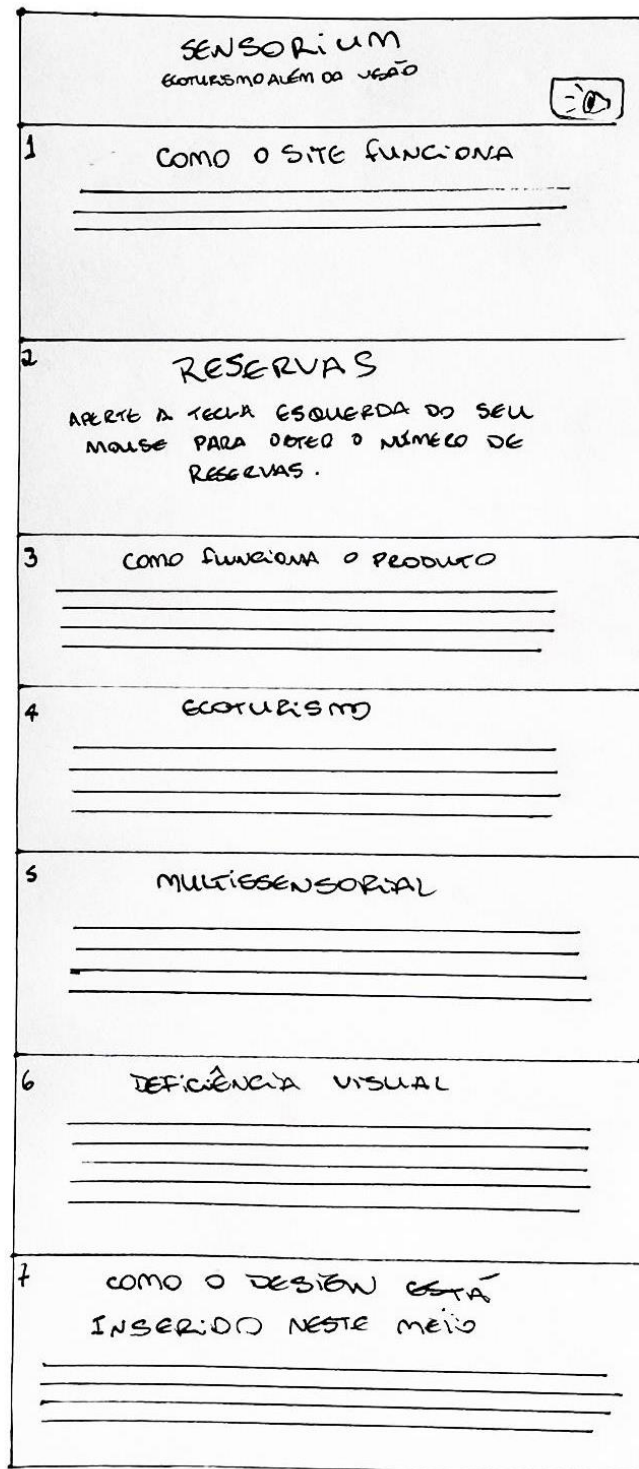 SENSORIUM
ECOTURISMO ALÉM DA VISÃO
1
COMO O SITE FUNCIONA
2
RESERVAS
APERTE A TECLA ESQUERDA DO SEU
MOUSE PARA OBTER O NÚMERO DE
RESERVAS.
3
COMO FUNCIONA O PRODUTO
4
ECOTURISMO
5
MULTISSENSORIAL
6
DEFICIÊNCIA VISUAL
7
COMO O DESIGN ESTÁ
INSERIDO NESTE MEIO